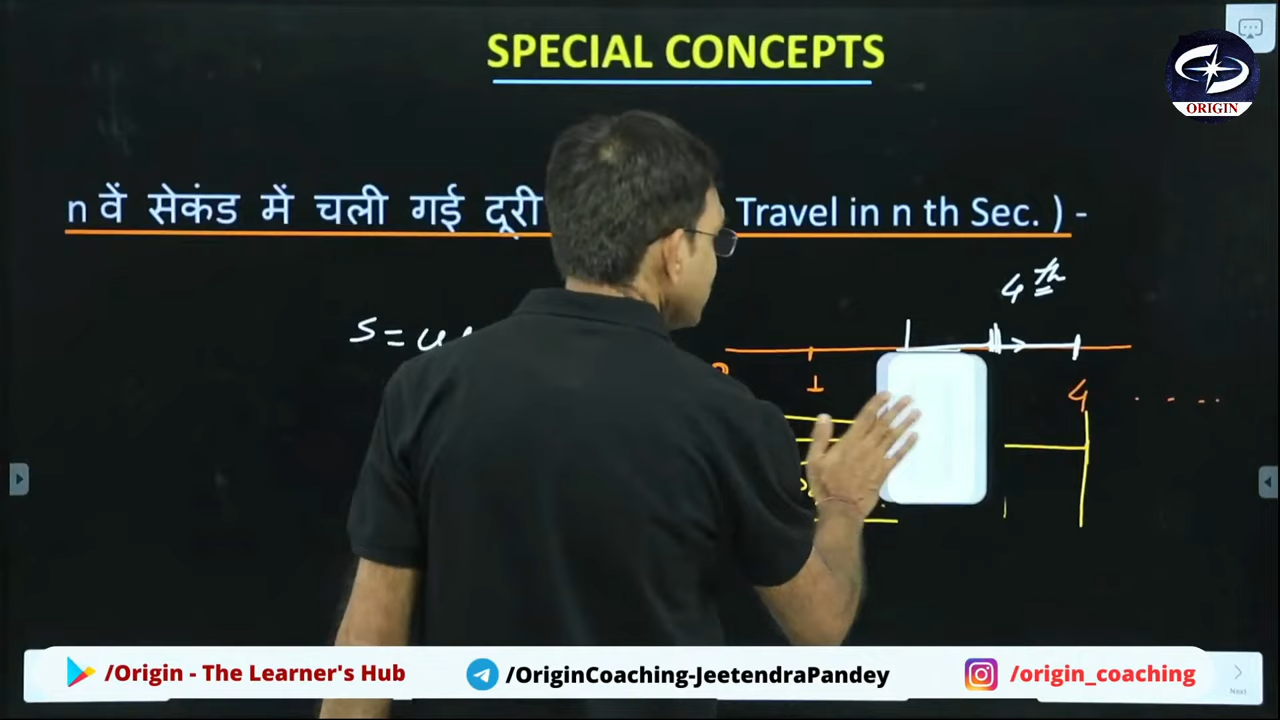 SPECIAL CONCEPTS
ORIGIN
n वें सेकंड में चली गई दूरी Travel in n th Sec. ) -
4th
S = u
1
4 . . . .
/Origin - The Learner's Hub
/OriginCoaching-JeetendraPandey
/origin_coaching
Next